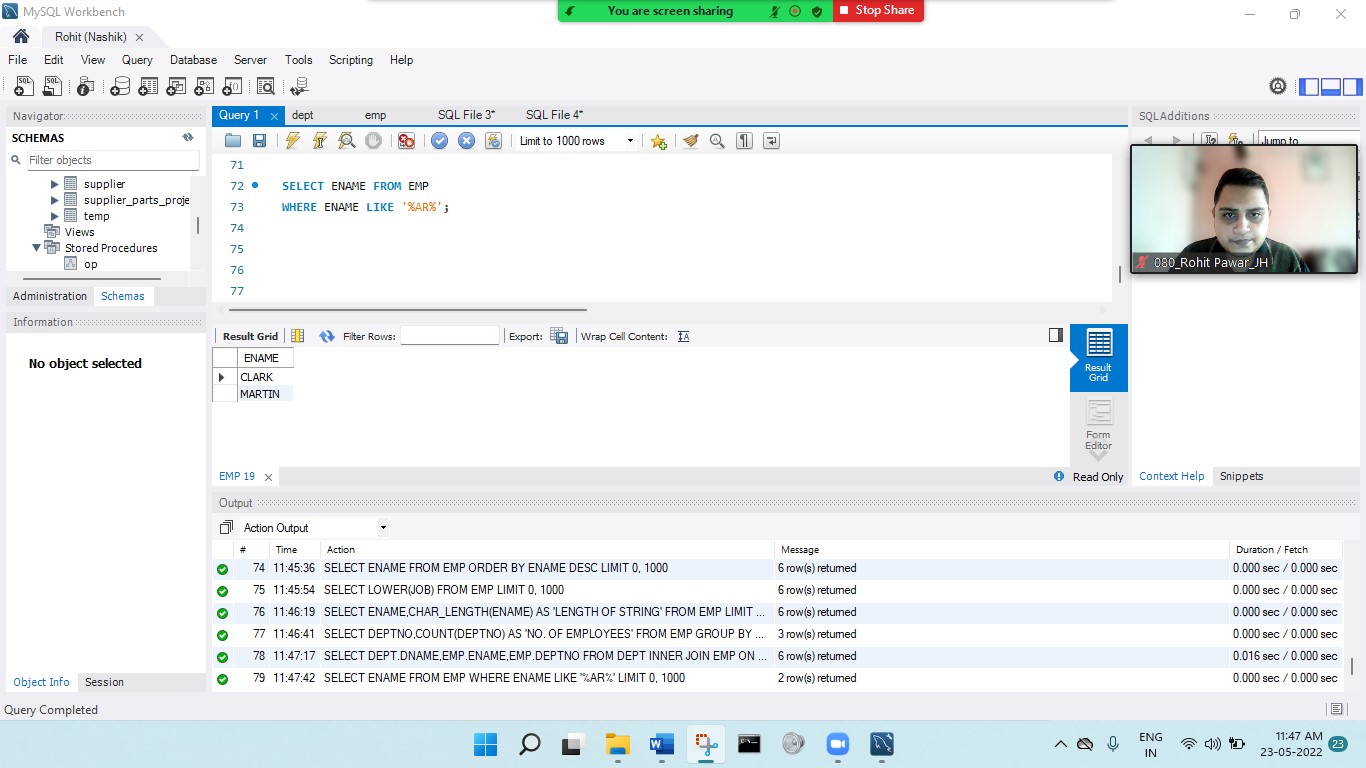 MySQL Workbench
You are screen sharing
Stop Share
Rohit (Nashik)
File Edit View Query Database Server Tools Scripting Help
Navigator
SCHEMAS
Filter objects
supplier
supplier_parts_proje
temp
Views
Stored Procedures
op
Administration Schemas
Information
No object selected
Object Info Session
Query Completed
Query 1 dept emp SQL File 3* SQL File 4*
Limit to 1000 rows
71
72 SELECT ENAME FROM EMP
73 WHERE ENAME LIKE '%AR%';
74
75
76
77
Result Grid Filter Rows: Export: Wrap Cell Content:
ENAME
CLARK
MARTIN
Result
Grid
Form
Editor
EMP 19
Read Only
SQLAdditions
Jump to
080_Rohit Pawar_JH
Context Help Snippets
Output
Action Output
# Time Action Message Duration / Fetch
74 11:45:36 SELECT ENAME FROM EMP ORDER BY ENAME DESC LIMIT 0, 1000 6 row(s) returned 0.000 sec / 0.000 sec
75 11:45:54 SELECT LOWER(JOB) FROM EMP LIMIT 0, 1000 6 row(s) returned 0.000 sec / 0.000 sec
76 11:46:19 SELECT ENAME,CHAR_LENGTH(ENAME) AS 'LENGTH OF STRING' FROM EMP LIMIT ... 6 row(s) returned 0.000 sec / 0.000 sec
77 11:46:41 SELECT DEPTNO,COUNT(DEPTNO) AS 'NO. OF EMPLOYEES' FROM EMP GROUP BY ... 3 row(s) returned 0.000 sec / 0.000 sec
78 11:47:17 SELECT DEPT.DNAME,EMP.ENAME,EMP.DEPTNO FROM DEPT INNER JOIN EMP ON ... 6 row(s) returned 0.016 sec / 0.000 sec
79 11:47:42 SELECT ENAME FROM EMP WHERE ENAME LIKE '%AR%' LIMIT 0, 1000 2 row(s) returned 0.000 sec / 0.000 sec
ENG
IN
11:47 AM
23-05-2022
23